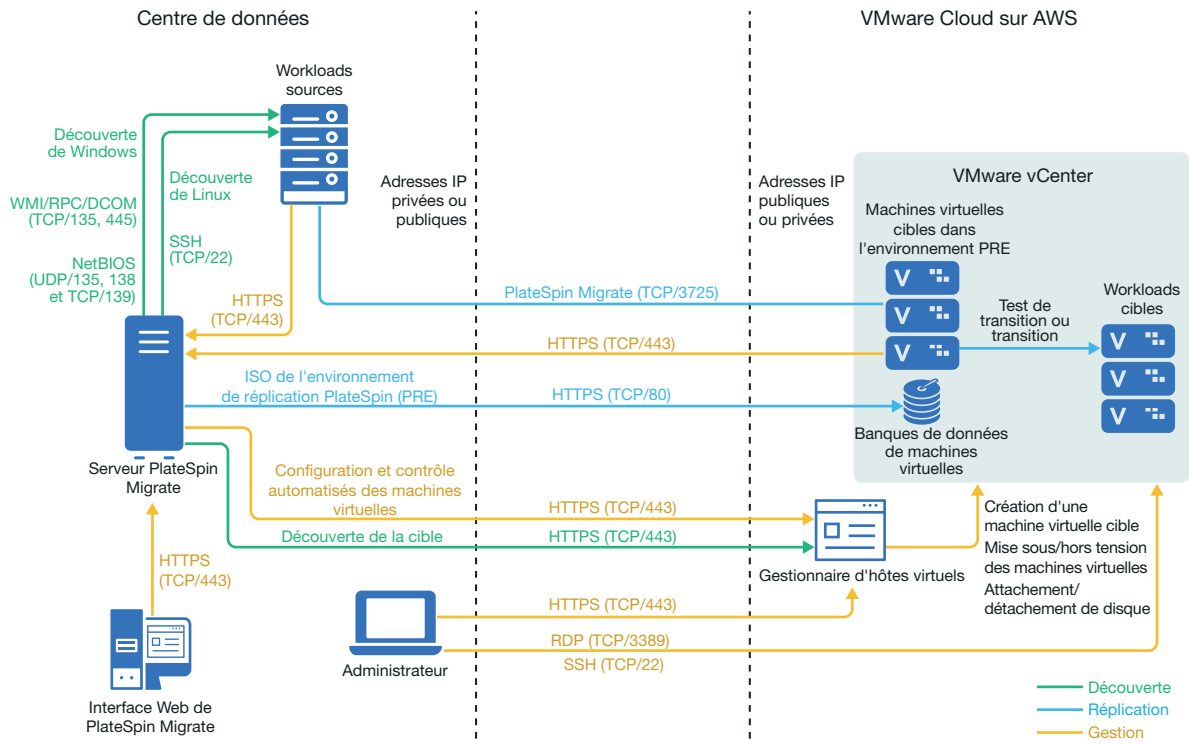 Centre de données
VMware Cloud sur AWS
Workloads
sources
Découverte
de Windows
Découverte
de Linux
WMI/RPC/DCOM
(TCP/135, 445)
SSH
(TCP/22)
NetBIOS
(UDP/135, 138
et TCP/139)
HTTPS
(TCP/443)
Adresses IP
privées ou
publiques
Adresses IP
publiques
ou privées
VMware vCenter
Machines virtuelles
cibles dans
l'environnement PRE
V
V
V
PlateSpin Migrate (TCP/3725)
HTTPS (TCP/443)
Test de
transition ou
transition
Workloads
cibles
V
V
V
ISO de l'environnement
de réplication PlateSpin (PRE)
HTTPS (TCP/80)
Banques de données
de machines
virtuelles
Serveur PlateSpin
Migrate
Configuration et contrôle
automatisés des machines
virtuelles
HTTPS (TCP/443)
Découverte de la cible
HTTPS (TCP/443)
Gestionnaire d'hôtes virtuels
Création d'une
machine virtuelle cible
Mise sous/hors tension
des machines virtuelles
Attachement/
détachement de disque
HTTPS
(TCP/443)
HTTPS (TCP/443)
RDP (TCP/3389)
SSH (TCP/22)
Administrateur
Interface Web de
PlateSpin Migrate
Découverte
Réplication
Gestion